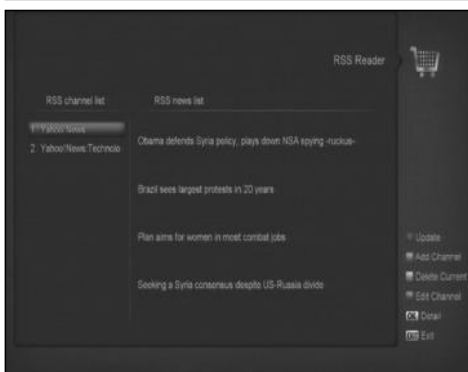 RSS Reader
RSS channel list
RSS news list
1 Yahoo!News
2 Yahoo!News:Technolo
Obama defends Syria policy, plays down NSA spying -ruckus-
Brazil sees largest protests in 20 years
Plan aims for women in most combat jobs
Seeking a Syria consensus despite US-Russia divide
Update
Add Channel
Delete Current
Edit Channel
OK Detail
EXIT Exit